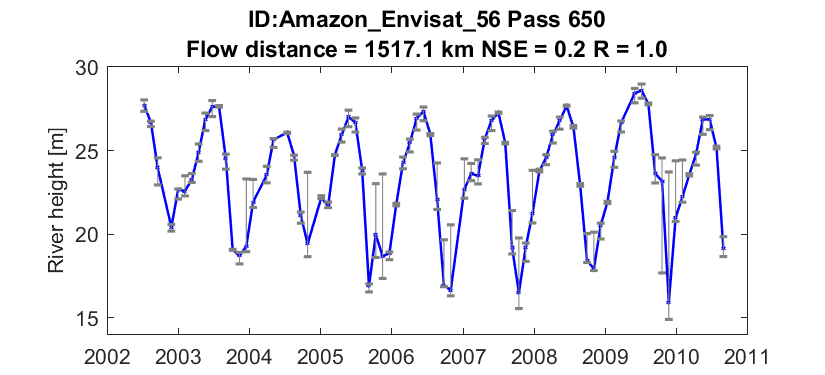 ID:Amazon_Envisat_56 Pass 650
Flow distance = 1517.1 km NSE = 0.2 R = 1.0
River height [m]
30
25
20
15
2002 2003 2004 2005 2006 2007 2008 2009 2010 2011